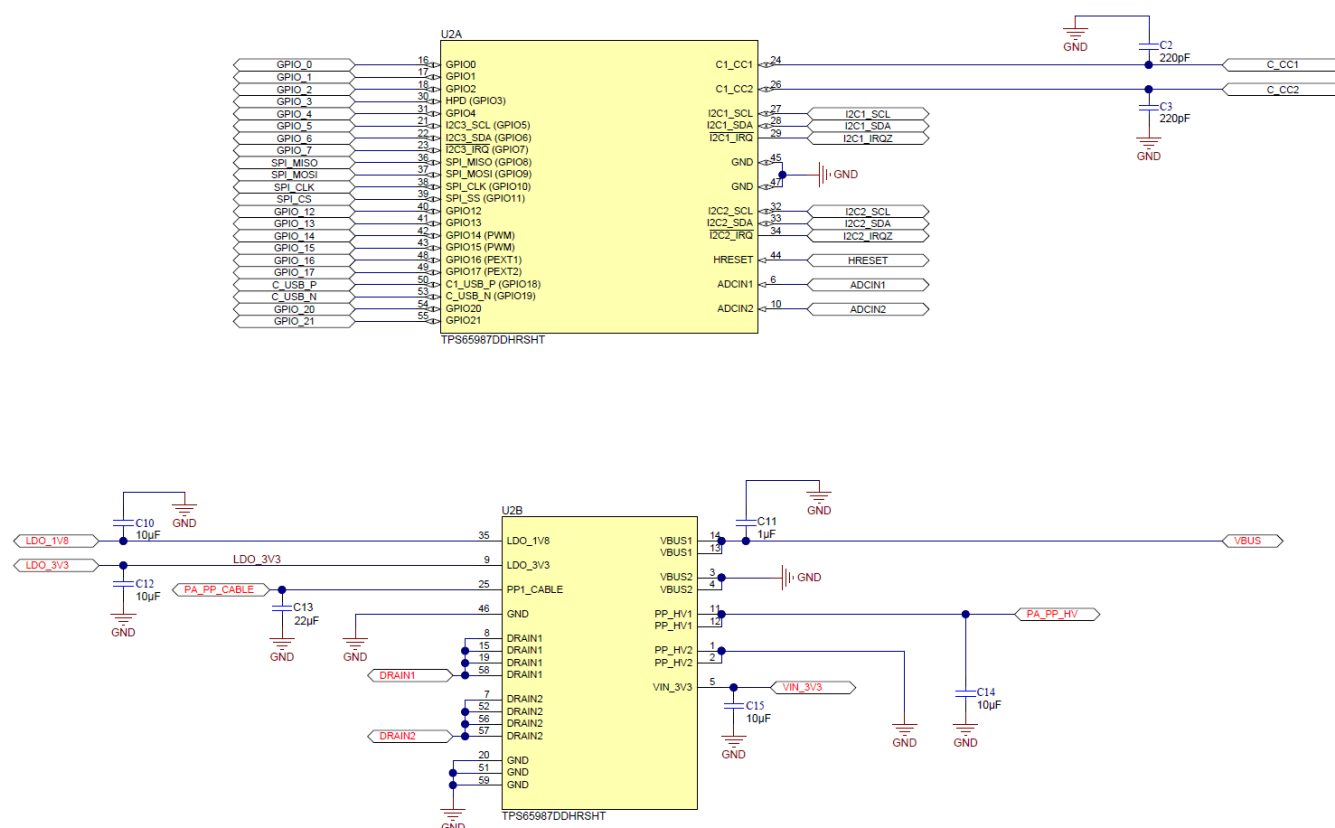 U2A
GPIO_0 16 GPIO0 C1_CC1 24 C_CC1
GPIO_1 17 GPIO1
GPIO_2 18 GPIO2 C1_CC2 26 C_CC2
GPIO_3 30 HPD (GPIO3)
GPIO_4 31 GPIO4 I2C1_SCL 27 I2C1_SCL
GPIO_5 21 I2C3_SCL (GPIO5) I2C1_SDA 28 I2C1_SDA
GPIO_6 22 I2C3_SDA (GPIO6) I2C1_IRQ 29 I2C1_IRQZ
GPIO_7 23 I2C3_IRQ (GPIO7)
SPI_MISO 36 SPI_MISO (GPIO8) GND 45
SPI_MOSI 37 SPI_MOSI (GPIO9) GND
SPI_CLK 38 SPI_CLK (GPIO10) GND 47
SPI_CS 39 SPI_SS (GPIO11)
GPIO_12 40 GPIO12 I2C2_SCL 32 I2C2_SCL
GPIO_13 41 GPIO13 I2C2_SDA 33 I2C2_SDA
GPIO_14 42 GPIO14 (PWM) I2C2_IRQ 34 I2C2_IRQZ
GPIO_15 43 GPIO15 (PWM)
GPIO_16 48 GPIO16 (PEXT1) HRESET 44 HRESET
GPIO_17 49 GPIO17 (PEXT2)
C_USB_P 50 C1_USB_P (GPIO18) ADCIN1 6 ADCIN1
C_USB_N 53 C_USB_N (GPIO19)
GPIO_20 54 GPIO20 ADCIN2 10 ADCIN2
GPIO_21 55 GPIO21
TPS65987DDHRSHT
GND
C2
220pF
C3
220pF
GND
U2B
C10
10µF
GND
C11
1µF
GND
LDO_1V8 35 LDO_1V8 VBUS1 14 VBUS
VBUS1 13
LDO_3V3 LDO_3V3 9 LDO_3V3
C12
10µF
GND
VBUS2 3 GND
VBUS2 4
PA_PP_CABLE 25 PP1_CABLE
C13
22µF
GND
46 GND
GND
PP_HV1 11 PA_PP_HV
PP_HV1 12
8 DRAIN1
15 DRAIN1
19 DRAIN1
DRAIN1 58 DRAIN1
PP_HV2 1
PP_HV2 2
GND
VIN_3V3 5 VIN_3V3
C15
10µF
GND
C14
10µF
GND
7 DRAIN2
52 DRAIN2
56 DRAIN2
DRAIN2 57 DRAIN2
20 GND
51 GND
59 GND
GND
TPS65987DDHRSHT